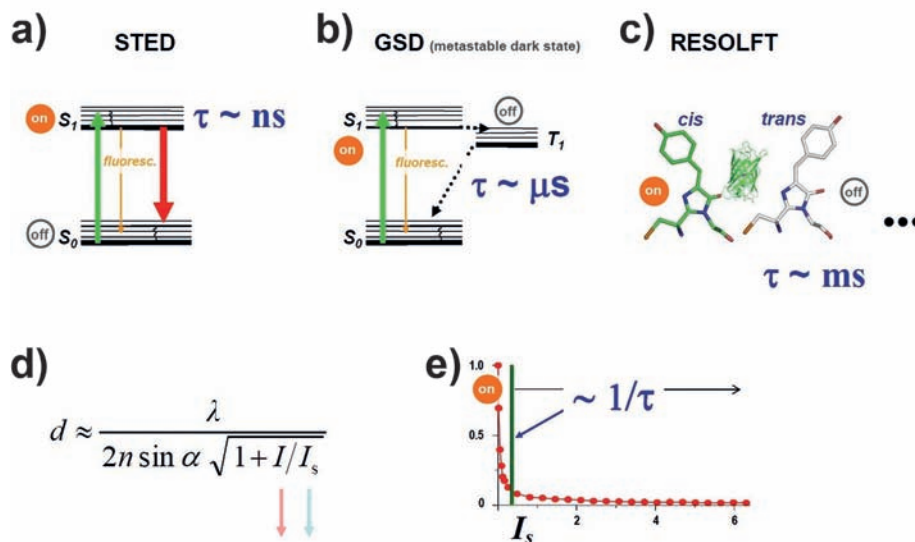 a) STED
on
S1
τ ~ ns
fluoresc.
off
S0
b) GSD (metastable dark state)
off
S1
T1
on
fluoresc.
τ ~ μs
S0
c) RESOLFT
cis trans
on
off
τ ~ ms
...
d)
d ≈ λ / (2n sin α √(1 + I/Is))
e)
1.0
on
~ 1/τ
0.5
0
Is 2 4 6